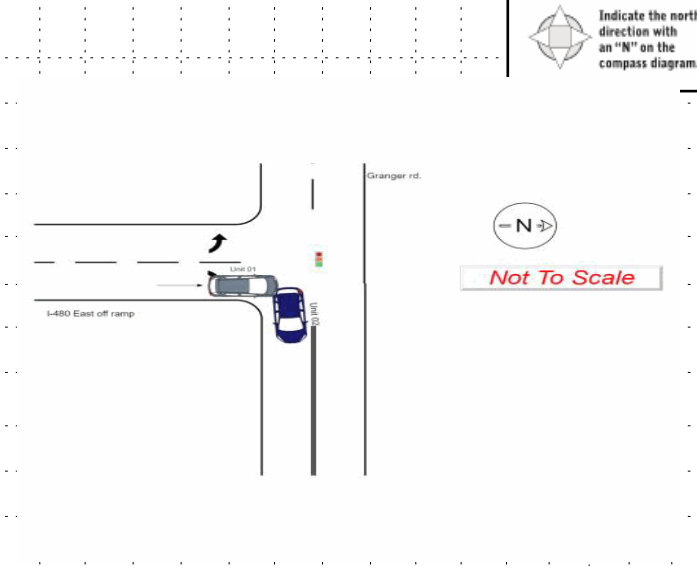 Indicate the north
direction with
an "N" on the
compass diagram.
Granger rd.
N
Not To Scale
Unit 01
Unit 02
I-480 East off ramp